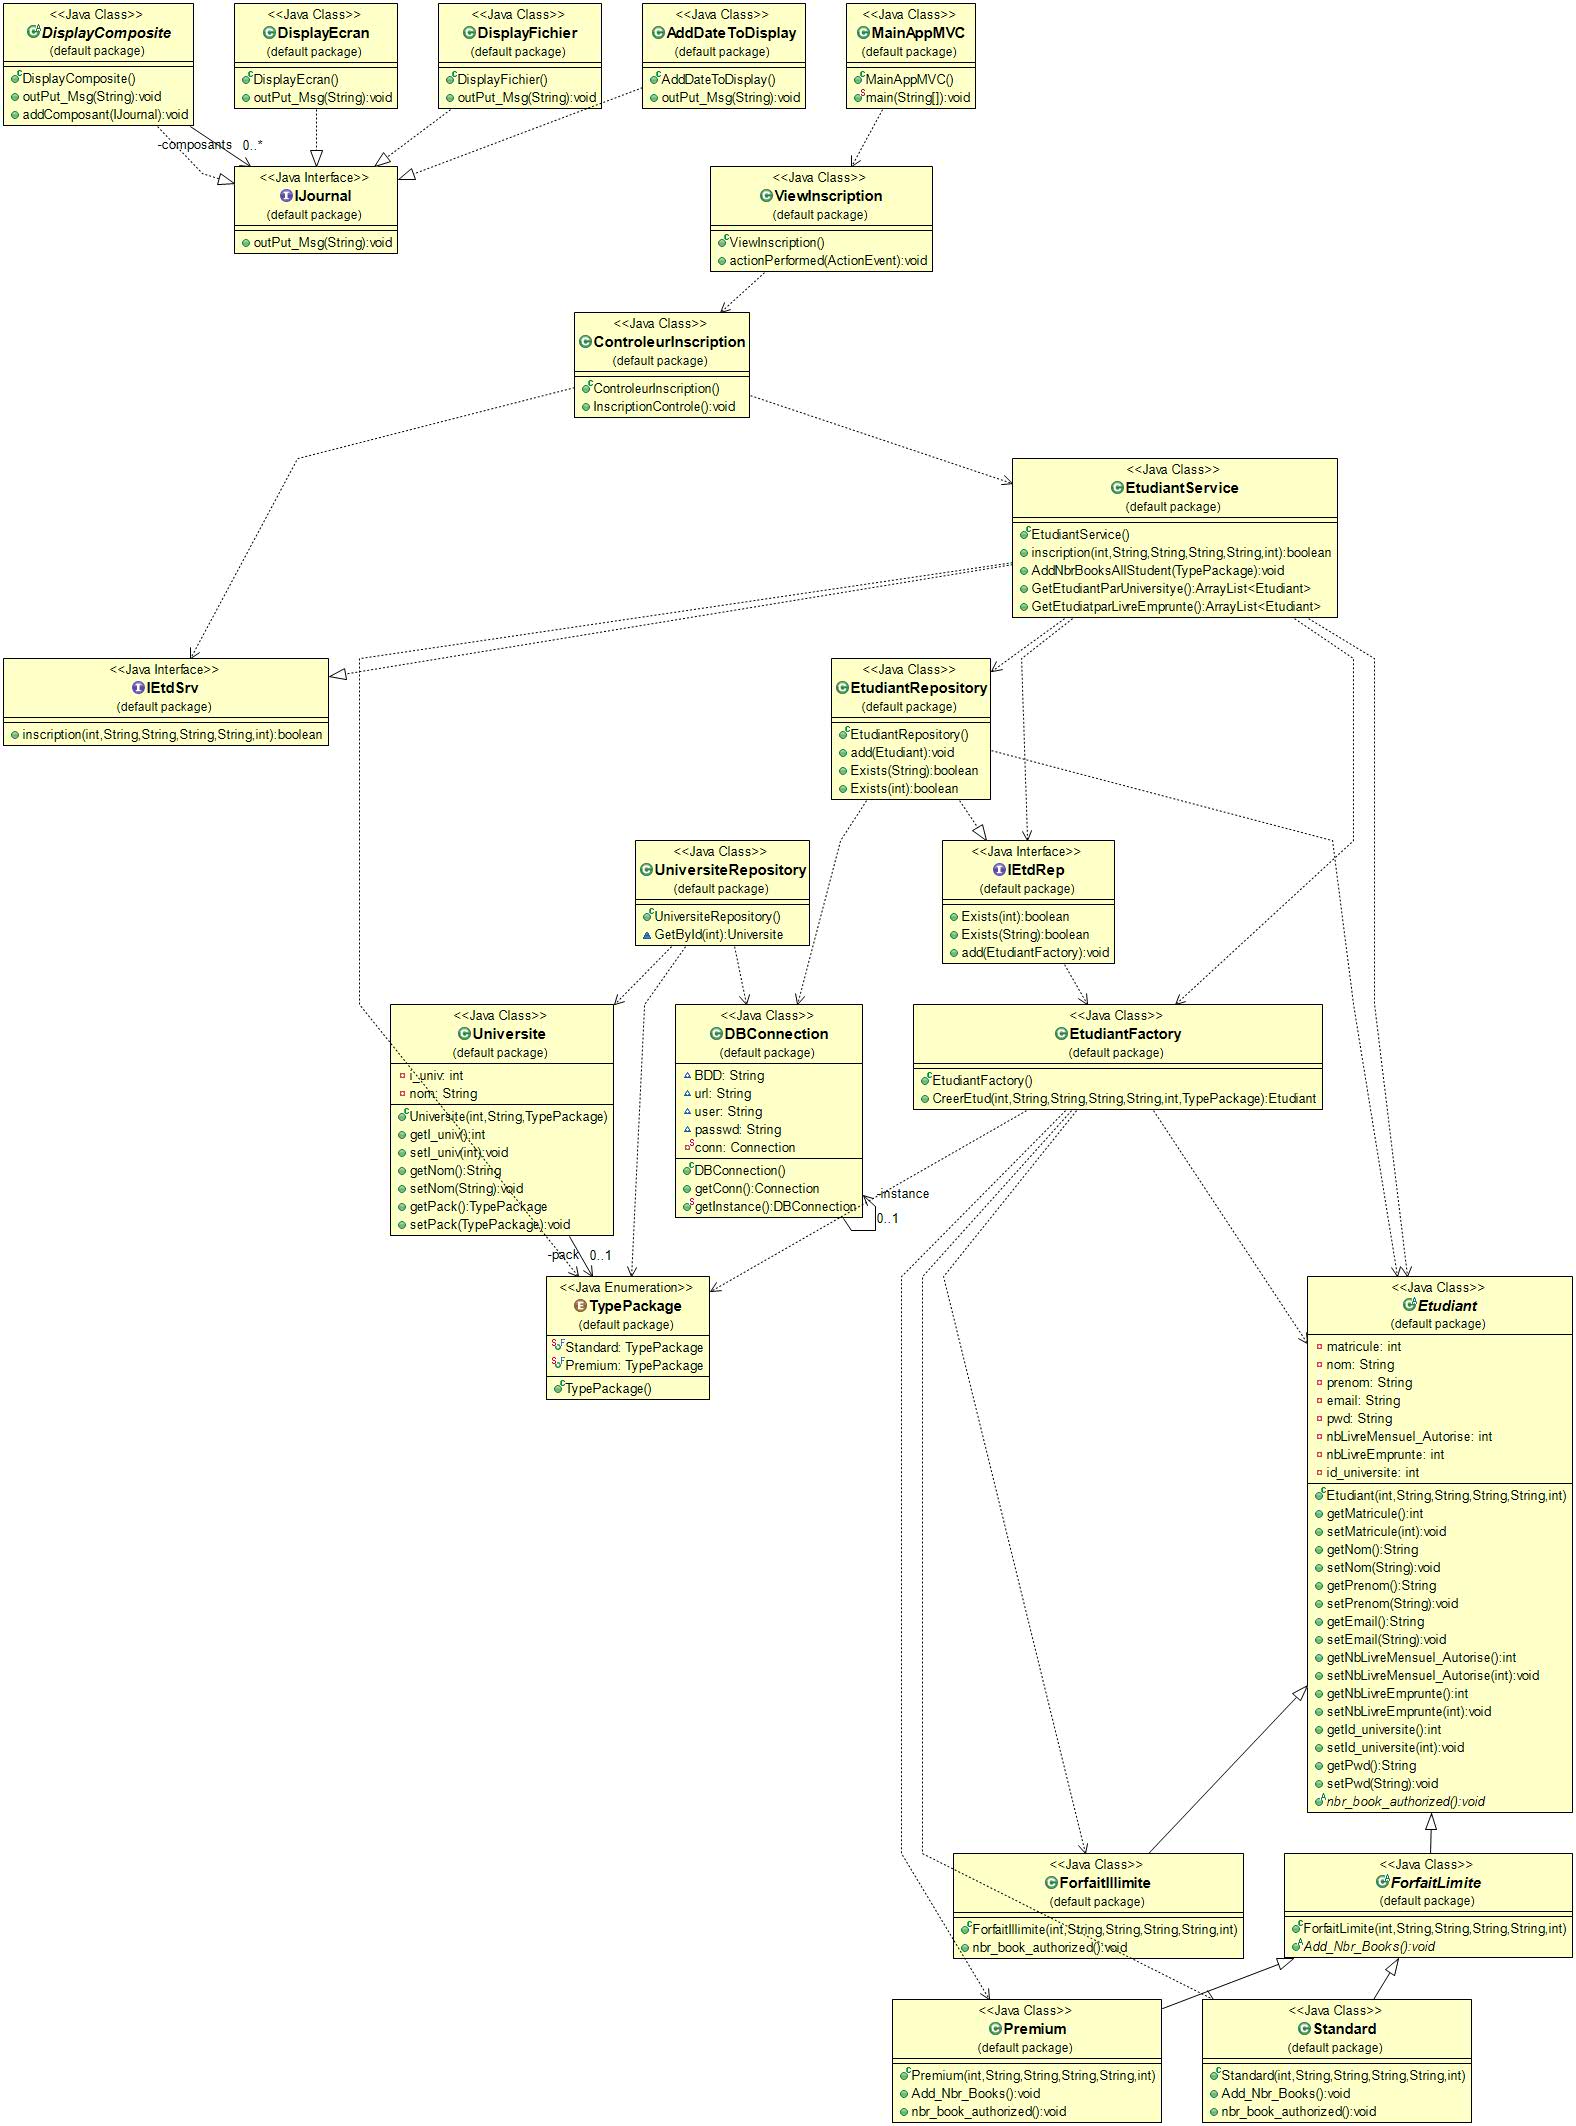 <<Java Class>>
DisplayComposite
(default package)
DisplayComposite()
outPut_Msg(String):void
addComposant(IJournal):void
<<Java Class>>
DisplayEcran
(default package)
DisplayEcran()
outPut_Msg(String):void
<<Java Class>>
DisplayFichier
(default package)
DisplayFichier()
outPut_Msg(String):void
<<Java Class>>
AddDateToDisplay
(default package)
AddDateToDisplay()
outPut_Msg(String):void
<<Java Class>>
MainAppMVC
(default package)
MainAppMVC()
main(String[]):void
-composants 0..*
<<Java Interface>>
IJournal
(default package)
outPut_Msg(String):void
<<Java Class>>
ViewInscription
(default package)
ViewInscription()
actionPerformed(ActionEvent):void
<<Java Class>>
ControleurInscription
(default package)
ControleurInscription()
InscriptionControle():void
<<Java Class>>
EtudiantService
(default package)
EtudiantService()
inscription(int,String,String,String,String,int):boolean
AddNbrBooksAllStudent(TypePackage):void
GetEtudiantParUniversitye():ArrayList<Etudiant>
GetEtudiatparLivreEmprunte():ArrayList<Etudiant>
<<Java Interface>>
IEtdSrv
(default package)
inscription(int,String,String,String,String,int):boolean
<<Java Class>>
EtudiantRepository
(default package)
EtudiantRepository()
add(Etudiant):void
Exists(String):boolean
Exists(int):boolean
<<Java Class>>
UniversiteRepository
(default package)
UniversiteRepository()
GetById(int):Universite
<<Java Interface>>
IEtdRep
(default package)
Exists(int):boolean
Exists(String):boolean
add(EtudiantFactory):void
<<Java Class>>
Universite
(default package)
i_univ: int
nom: String
Universite(int,String,TypePackage)
getI_univ():int
setI_univ(int):void
getNom():String
setNom(String):void
getPack():TypePackage
setPack(TypePackage):void
<<Java Class>>
DBConnection
(default package)
BDD: String
url: String
user: String
passwd: String
conn: Connection
DBConnection()
getConn():Connection
getInstance():DBConnection
-instance
0..1
<<Java Class>>
EtudiantFactory
(default package)
EtudiantFactory()
CreerEtud(int,String,String,String,String,int,TypePackage):Etudiant
-pack 0..1
<<Java Enumeration>>
TypePackage
(default package)
Standard: TypePackage
Premium: TypePackage
TypePackage()
<<Java Class>>
Etudiant
(default package)
matricule: int
nom: String
prenom: String
email: String
pwd: String
nbLivreMensuel_Autorise: int
nbLivreEmprunte: int
id_universite: int
Etudiant(int,String,String,String,String,int)
getMatricule():int
setMatricule(int):void
getNom():String
setNom(String):void
getPrenom():String
setPrenom(String):void
getEmail():String
setEmail(String):void
getNbLivreMensuel_Autorise():int
setNbLivreMensuel_Autorise(int):void
getNbLivreEmprunte():int
setNbLivreEmprunte(int):void
getId_universite():int
setId_universite(int):void
getPwd():String
setPwd(String):void
nbr_book_authorized():void
<<Java Class>>
ForfaitIllimite
(default package)
ForfaitIllimite(int,String,String,String,String,int)
nbr_book_authorized():void
<<Java Class>>
ForfaitLimite
(default package)
ForfaitLimite(int,String,String,String,String,int)
Add_Nbr_Books():void
<<Java Class>>
Premium
(default package)
Premium(int,String,String,String,String,int)
Add_Nbr_Books():void
nbr_book_authorized():void
<<Java Class>>
Standard
(default package)
Standard(int,String,String,String,String,int)
Add_Nbr_Books():void
nbr_book_authorized():void